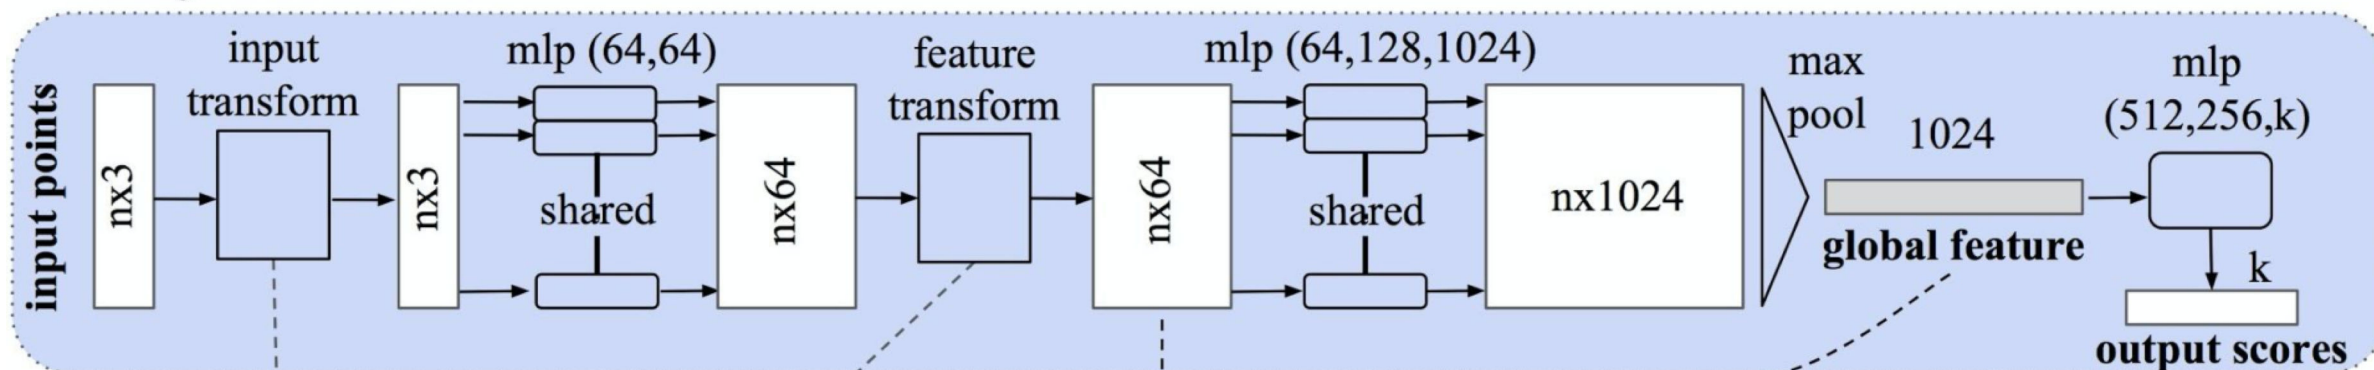 input points
nx3
input
transform
nx3
mlp (64,64)
shared
nx64
feature
transform
nx64
mlp (64,128,1024)
shared
nx1024
max
pool
1024
global feature
mlp
(512,256,k)
k
output scores